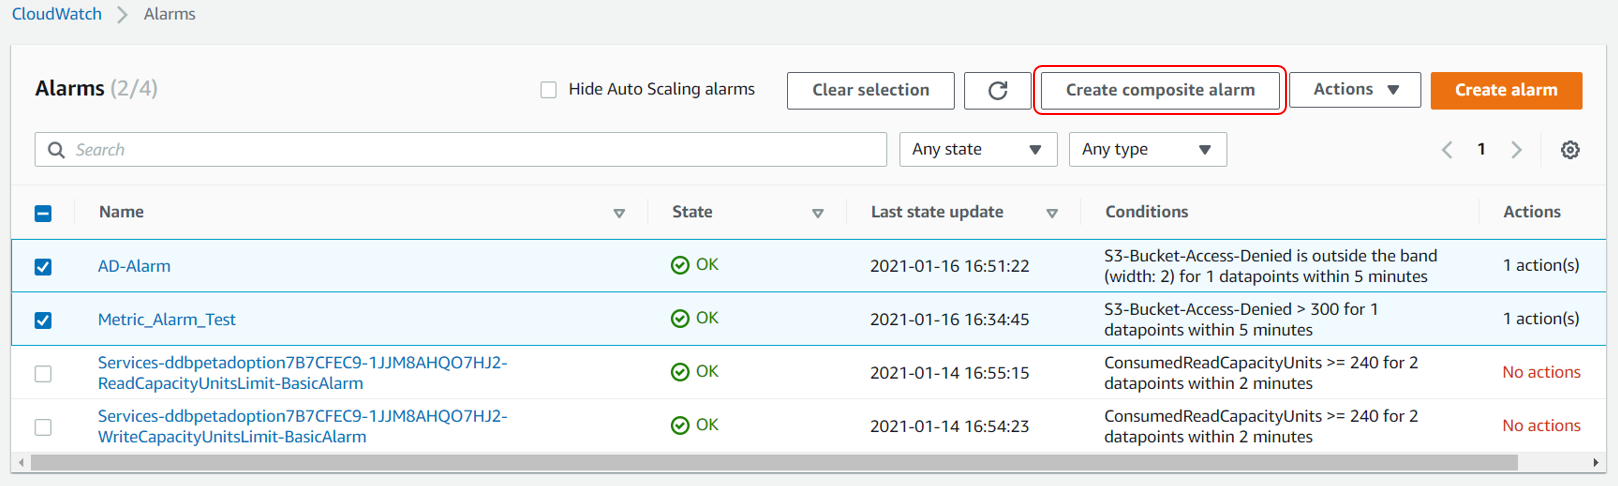 CloudWatch > Alarms
Alarms (2/4)
Hide Auto Scaling alarms
Clear selection
Create composite alarm
Actions
Create alarm
Search
Any state
Any type
1
Name
State
Last state update
Conditions
Actions
AD-Alarm
OK
2021-01-16 16:51:22
S3-Bucket-Access-Denied is outside the band
(width: 2) for 1 datapoints within 5 minutes
1 action(s)
Metric_Alarm_Test
OK
2021-01-16 16:34:45
S3-Bucket-Access-Denied > 300 for 1
datapoints within 5 minutes
1 action(s)
Services-ddbpetadoption7B7CFEC9-1JJM8AHQO7HJ2-
ReadCapacityUnitsLimit-BasicAlarm
OK
2021-01-14 16:55:15
ConsumedReadCapacityUnits >= 240 for 2
datapoints within 2 minutes
No actions
Services-ddbpetadoption7B7CFEC9-1JJM8AHQO7HJ2-
WriteCapacityUnitsLimit-BasicAlarm
OK
2021-01-14 16:54:23
ConsumedReadCapacityUnits >= 240 for 2
datapoints within 2 minutes
No actions